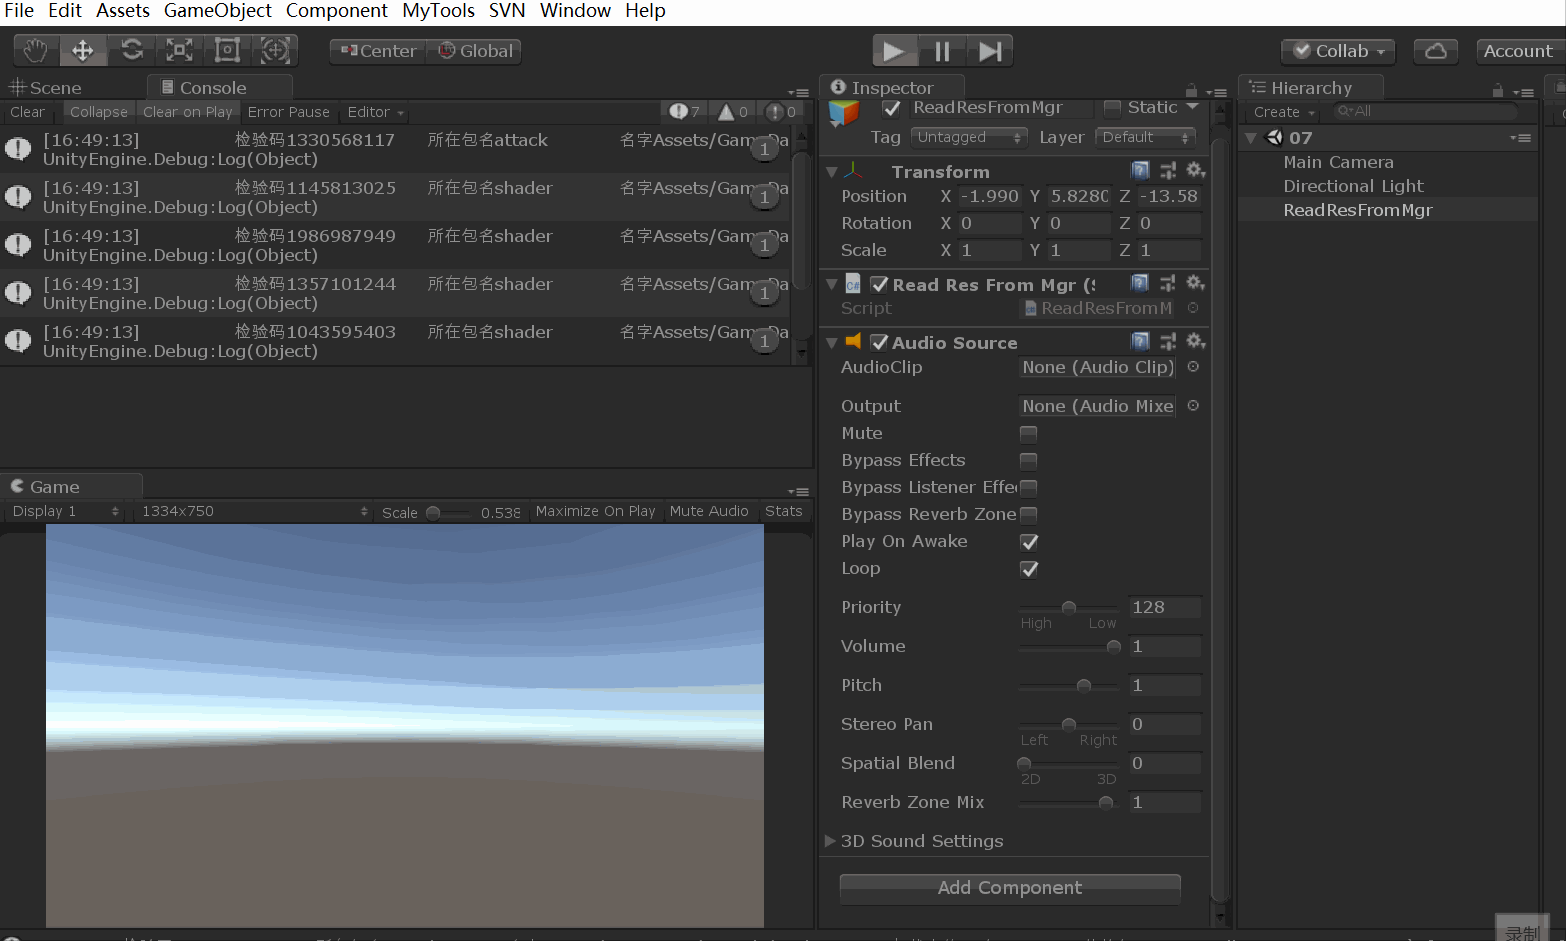 File Edit Assets GameObject Component MyTools SVN Window Help
Center Global Collab Account
Scene Console
Clear Collapse Clear on Play Error Pause Editor 7 0 0
[16:49:13] 检验码1330568117 所在包名attack 名字Assets/Gam 1
UnityEngine.Debug:Log(Object)
[16:49:13] 检验码1145813025 所在包名shader 名字Assets/Gam 1
UnityEngine.Debug:Log(Object)
[16:49:13] 检验码1986987949 所在包名shader 名字Assets/Gam 1
UnityEngine.Debug:Log(Object)
[16:49:13] 检验码1357101244 所在包名shader 名字Assets/Gam 1
UnityEngine.Debug:Log(Object)
[16:49:13] 检验码1043595403 所在包名shader 名字Assets/Gam 1
UnityEngine.Debug:Log(Object)
Game
Display 1 1334x750 Scale 0.538 Maximize On Play Mute Audio Stats
Inspector
ReadResFromMgr Static
Tag Untagged Layer Default
Transform
Position X -1.990 Y 5.8280 Z -13.58
Rotation X 0 Y 0 Z 0
Scale X 1 Y 1 Z 1
Read Res From Mgr (S
Script ReadResFromM
Audio Source
AudioClip None (Audio Clip)
Output None (Audio Mixe
Mute
Bypass Effects
Bypass Listener Effec
Bypass Reverb Zone
Play On Awake
Loop
Priority 128
High Low
Volume 1
Pitch 1
Stereo Pan 0
Left Right
Spatial Blend 0
2D 3D
Reverb Zone Mix 1
3D Sound Settings
Add Component
Hierarchy
Create All
07
Main Camera
Directional Light
ReadResFromMgr
录制